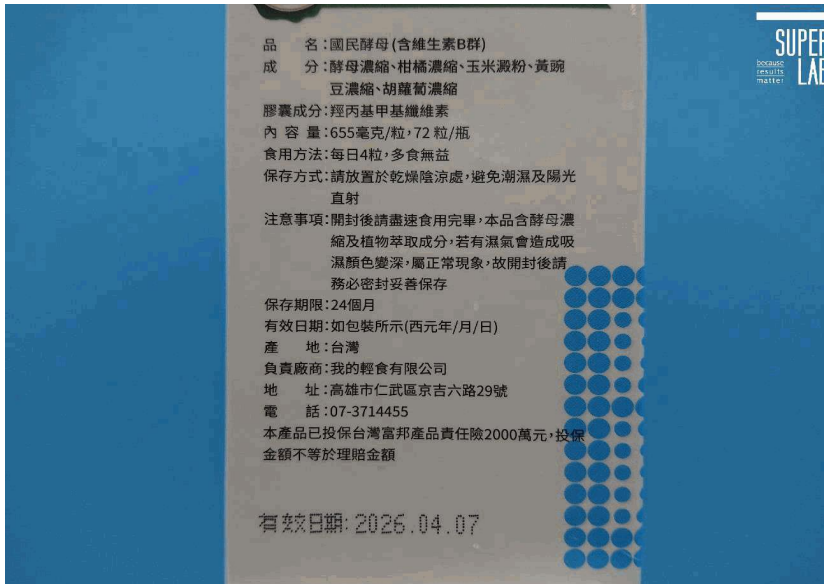 SUPER LAB
because
results
matter
品　　名：國民酵母(含維生素B群)
成　　分：酵母濃縮、柑橘濃縮、玉米澱粉、黃豌
豆濃縮、胡蘿蔔濃縮
膠囊成分：羥丙基甲基纖維素
內 容 量：655毫克/粒，72粒/瓶
食用方法：每日4粒，多食無益
保存方式：請放置於乾燥陰涼處，避免潮濕及陽光
直射
注意事項：開封後請盡速食用完畢，本品含酵母濃
縮及植物萃取成分，若有濕氣會造成吸
濕顏色變深，屬正常現象，故開封後請
務必密封妥善保存
保存期限：24個月
有效日期：如包裝所示(西元年/月/日)
產　　地：台灣
負責廠商：我的輕食有限公司
地　　址：高雄市仁武區京吉六路29號
電　　話：07-3714455
本產品已投保台灣富邦產品責任險2000萬元，投保
金額不等於理賠金額
有效日期：2026.04.07